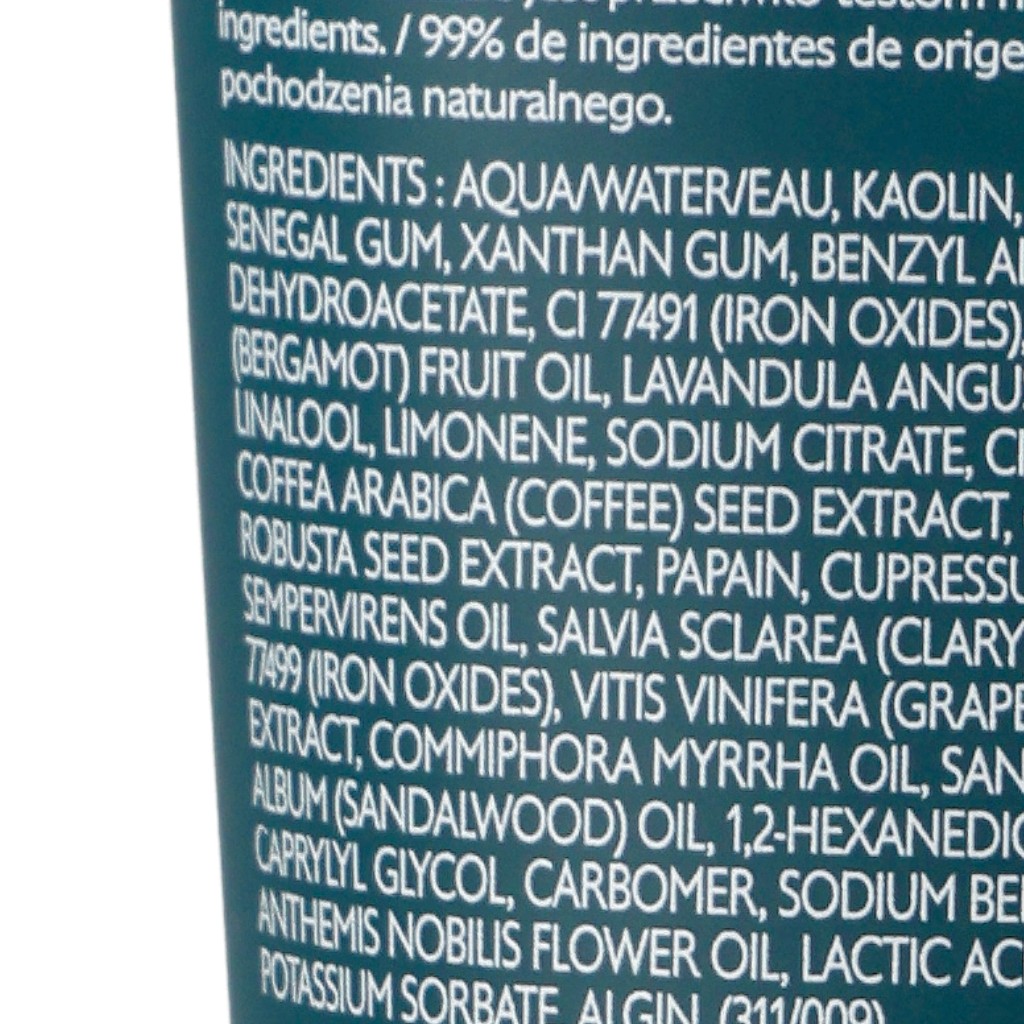 ingredients. / 99% de ingredientes de orige
pochodzenia naturalnego.
INGREDIENTS : AQUA/WATER/EAU, KAOLIN,
SENEGAL GUM, XANTHAN GUM, BENZYL
DEHYDROACETATE, CI 77491 (IRON OXIDES),
(BERGAMOT) FRUIT OIL, LAVANDULA ANGU
LINALOOL, LIMONENE, SODIUM CITRATE, CI
COFFEA ARABICA (COFFEE) SEED EXTRACT,
ROBUSTA SEED EXTRACT, PAPAIN, CUPRESSU
SEMPERVIRENS OIL, SALVIA SCLAREA (CLARY
77499 (IRON OXIDES), VITIS VINIFERA (GRAPE
EXTRACT, COMMIPHORA MYRRHA OIL, SAN
ALBUM (SANDALWOOD) OIL, 1,2-HEXANEDIO
CAPRYLYL GLYCOL, CARBOMER, SODIUM BEN
ANTHEMIS NOBILIS FLOWER OIL, LACTIC AC
POTASSIUM SORBATE, ALGIN. (311/009)